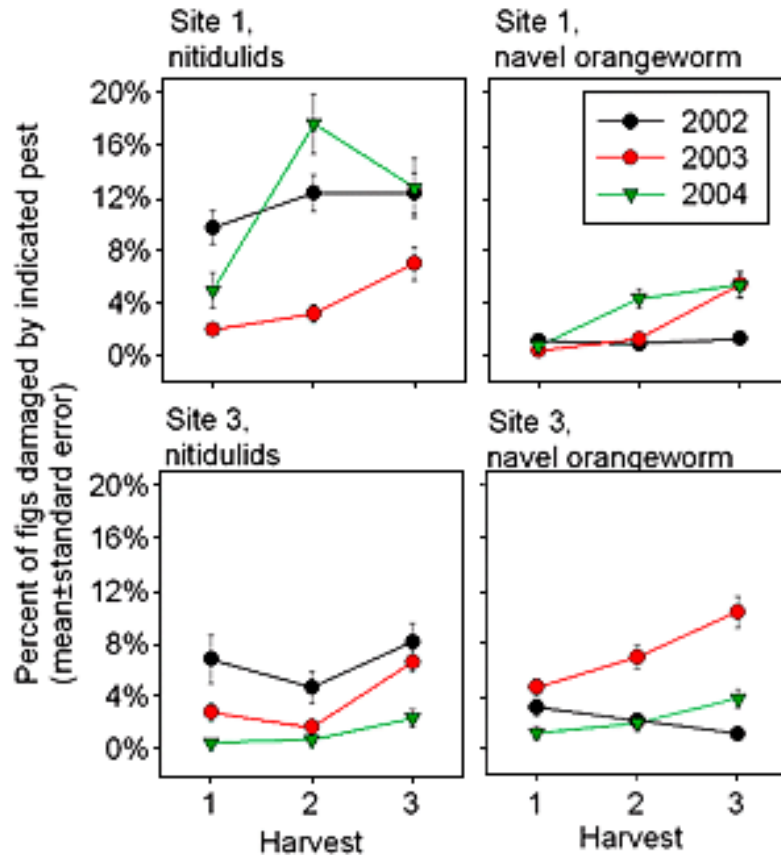 Site 1,
nitidulids
Site 1,
navel orangeworm
Percent of figs damaged by indicated pest
(mean±standard error)
20%
16%
12%
8%
4%
0%
2002
2003
2004
Site 3,
nitidulids
Site 3,
navel orangeworm
20%
16%
12%
8%
4%
0%
1 2 3
1 2 3
Harvest
Harvest